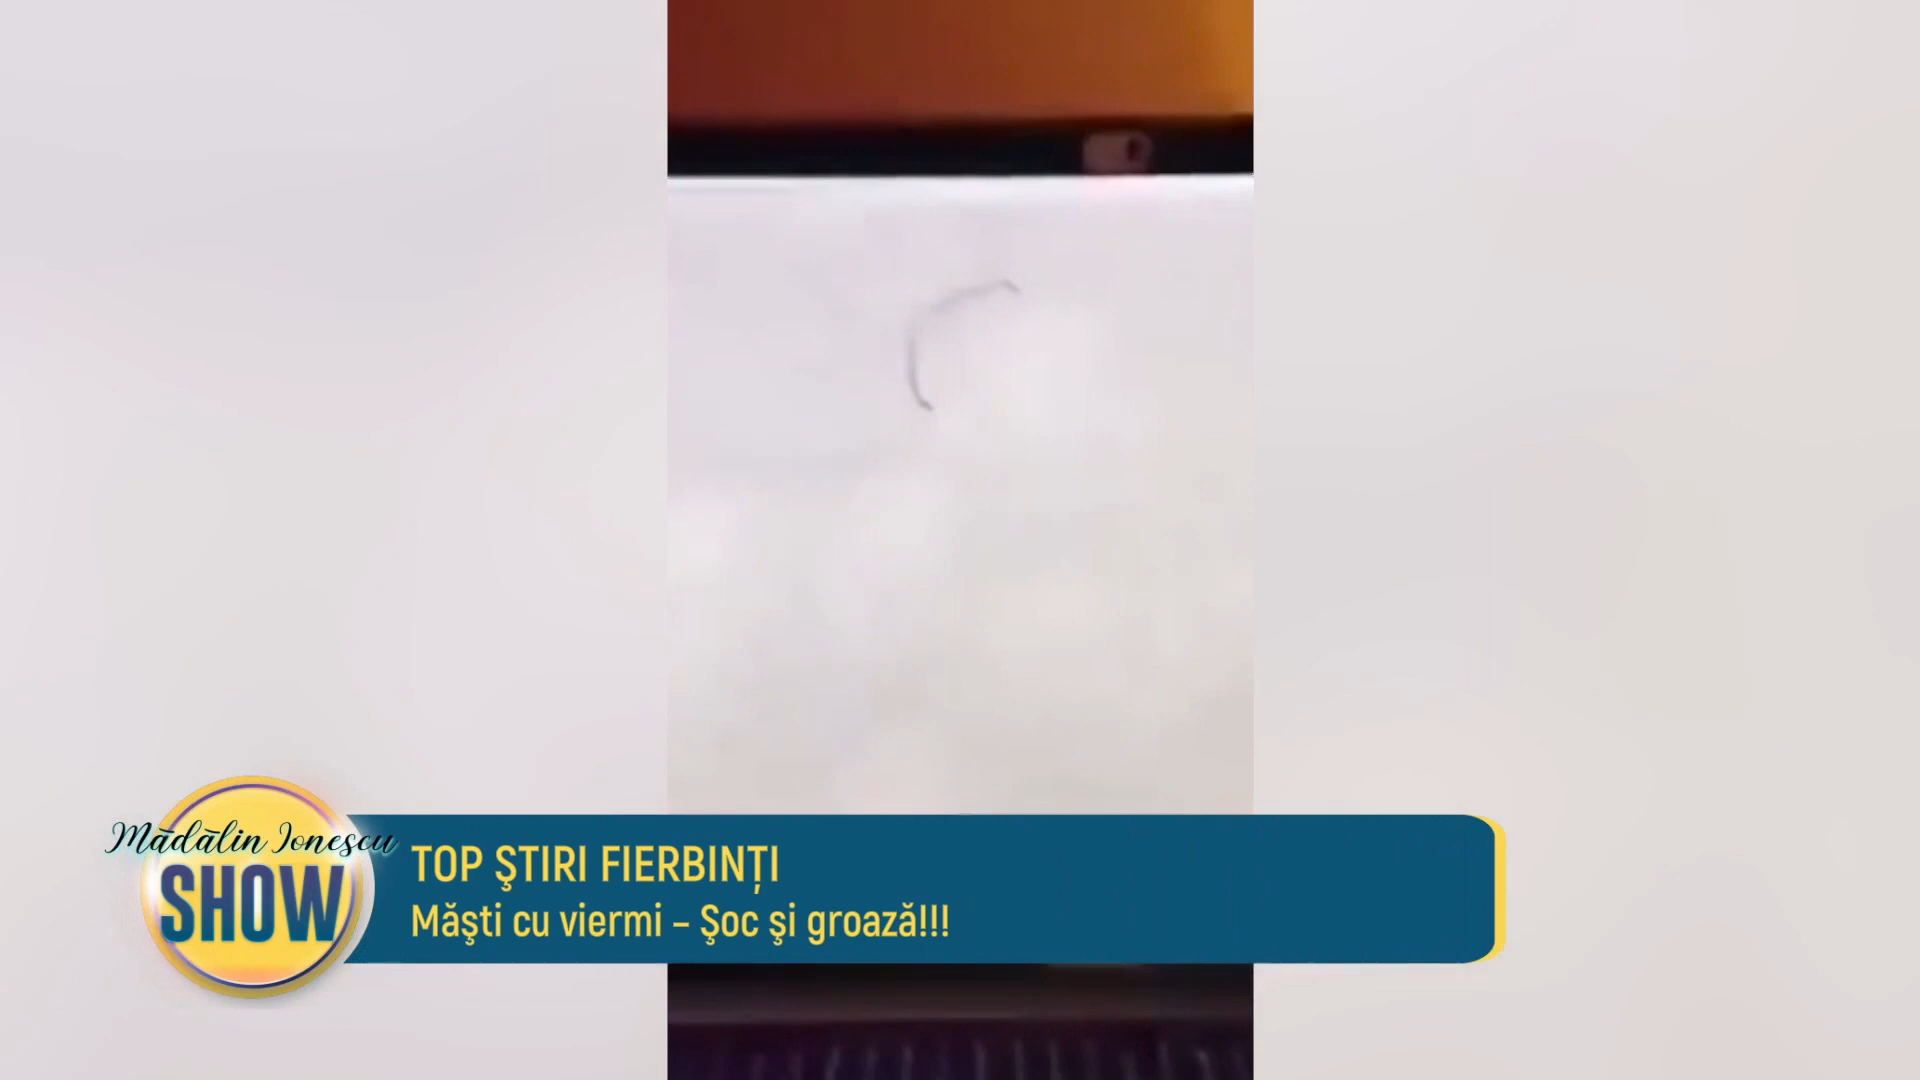 Mădălin Ionescu
SHOW
TOP ŞTIRI FIERBINȚI
Măşti cu viermi – Şoc şi groază!!!